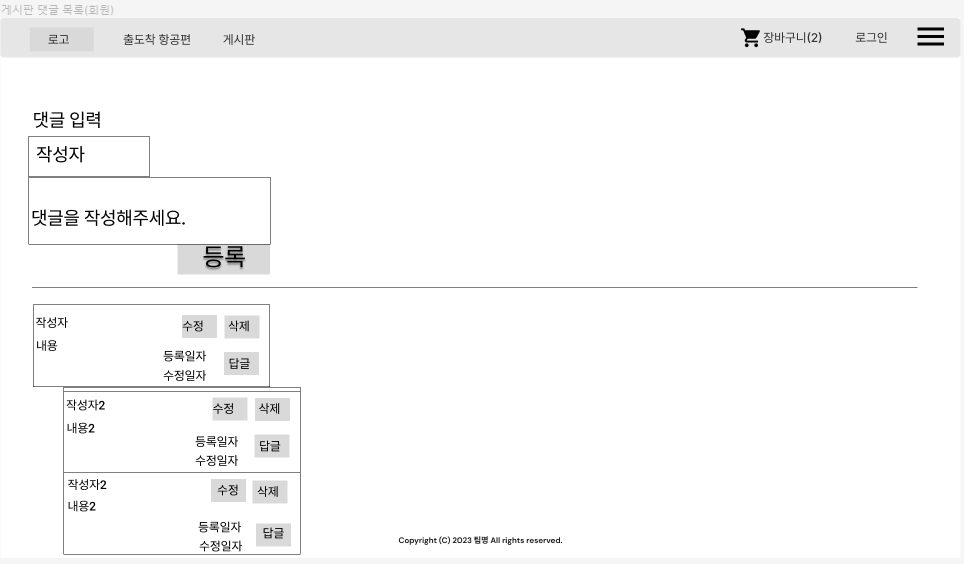 게시판 댓글 목록(회원)
로고 출도착 항공편 게시판 장바구니(2) 로그인
댓글 입력
작성자
댓글을 작성해주세요.
등록
작성자 수정 삭제
내용
등록일자 답글
수정일자
작성자2 수정 삭제
내용2
등록일자 답글
수정일자
작성자2 수정 삭제
내용2
등록일자 답글
수정일자
Copyright (C) 2023 팀명 All rights reserved.